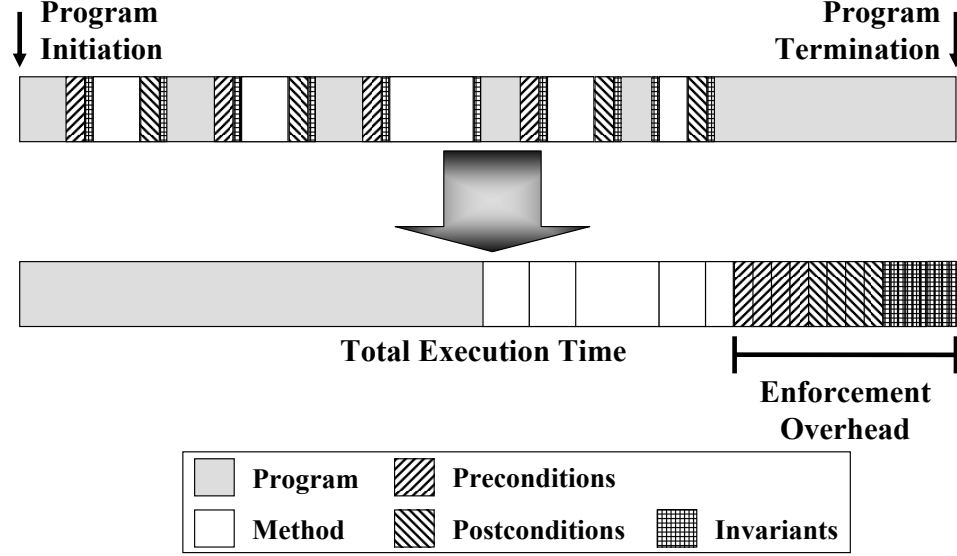 Program
Initiation
Program
Termination
Total Execution Time
Enforcement
Overhead
Program
Preconditions
Method
Postconditions
Invariants